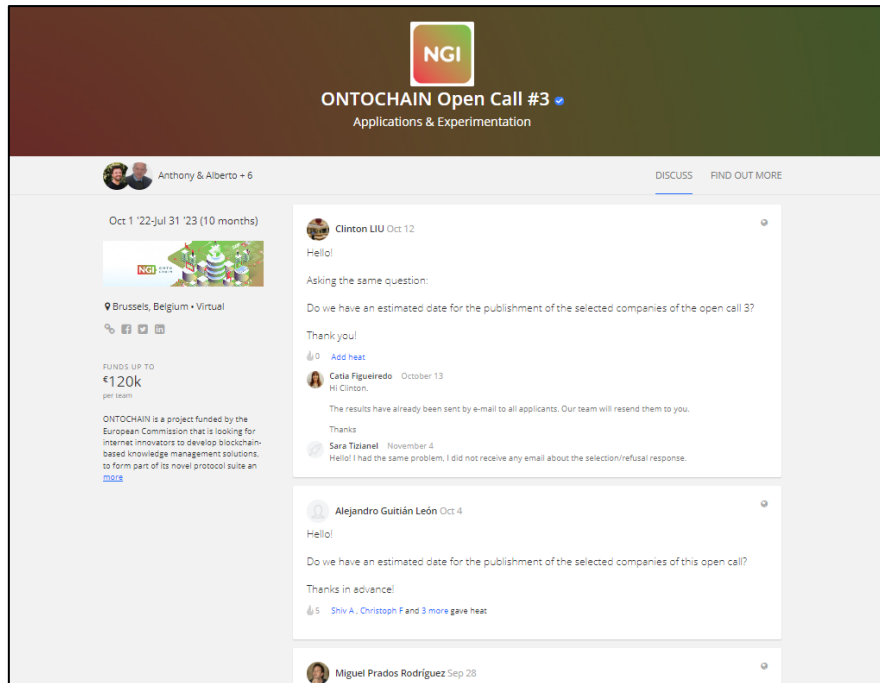 NGI
ONTOCHAIN Open Call #3
Applications & Experimentation
Anthony & Alberto + 6
DISCUSS
FIND OUT MORE
Oct 1 '22-Jul 31 '23 (10 months)
NGI ONTO
CHAIN
Brussels, Belgium • Virtual
FUNDS UP TO
€120k
per team
ONTOCHAIN is a project funded by the
European Commission that is looking for
internet innovators to develop blockchain-
based knowledge management solutions,
to form part of its novel protocol suite an
more
Clinton LIU Oct 12
Hello!
Asking the same question:
Do we have an estimated date for the publishment of the selected companies of the open call 3?
Thank you!
0 Add heat
Catia Figueiredo October 13
Hi Clinton.
The results have already been sent by e-mail to all applicants. Our team will resend them to you.
Thanks
Sara Tizianel November 4
Hello! I had the same problem, I did not receive any email about the selection/refusal response.
Alejandro Guitián León Oct 4
Hello!
Do we have an estimated date for the publishment of the selected companies of this open call?
Thanks in advance!
5 Shiv A , Christoph F and 3 more gave heat
Miguel Prados Rodríguez Sep 28